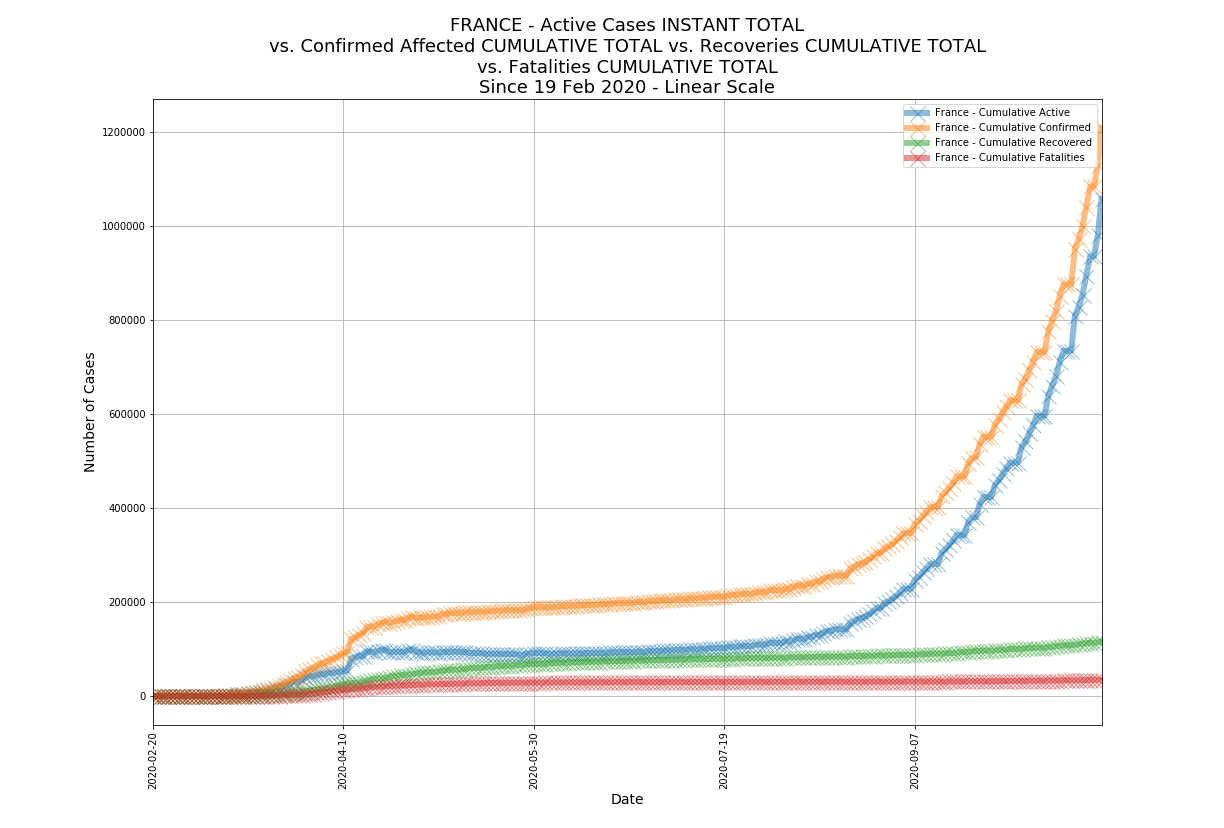 FRANCE - Active Cases INSTANT TOTAL
vs. Confirmed Affected CUMULATIVE TOTAL vs. Recoveries CUMULATIVE TOTAL
vs. Fatalities CUMULATIVE TOTAL
Since 19 Feb 2020 - Linear Scale
France - Cumulative Active
France - Cumulative Confirmed
France - Cumulative Recovered
France - Cumulative Fatalities
Number of Cases
1200000
1000000
800000
600000
400000
200000
0
2020-02-20
2020-04-10
2020-05-30
2020-07-19
2020-09-07
Date